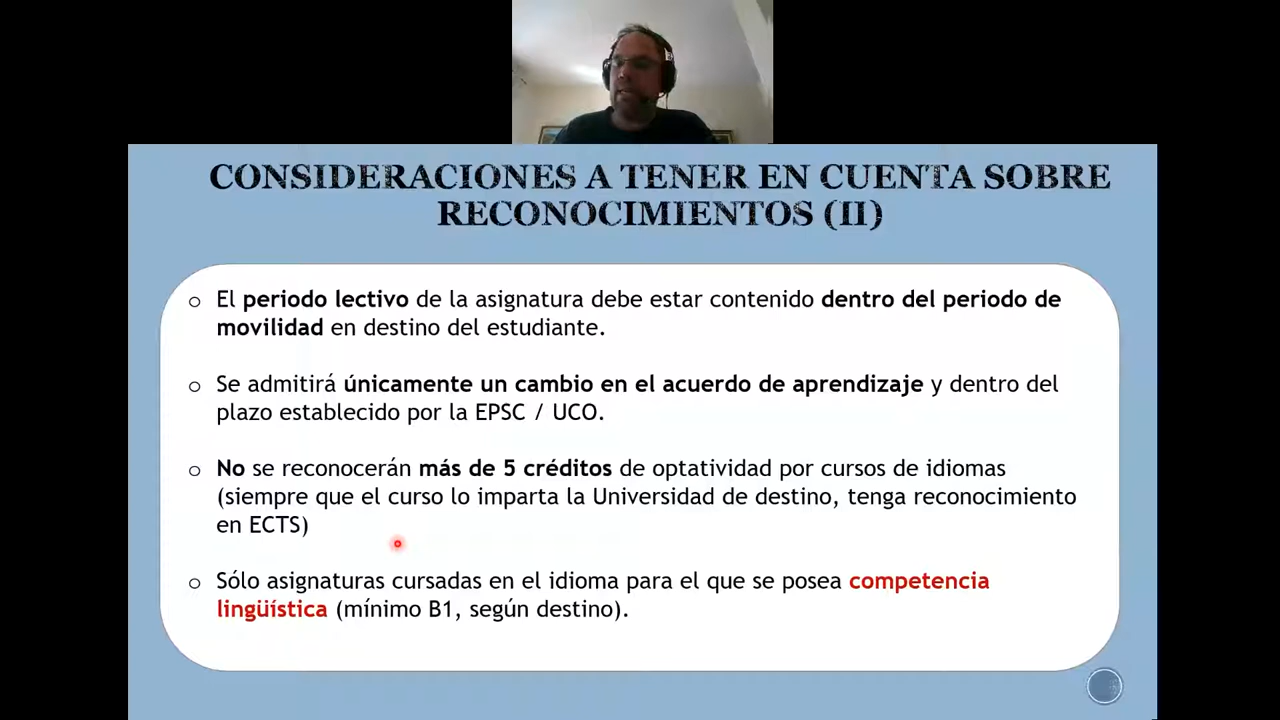 CONSIDERACIONES A TENER EN CUENTA SOBRE
RECONOCIMIENTOS (II)
El periodo lectivo de la asignatura debe estar contenido dentro del periodo de
movilidad en destino del estudiante.
Se admitirá únicamente un cambio en el acuerdo de aprendizaje y dentro del
plazo establecido por la EPSC / UCO.
No se reconocerán más de 5 créditos de optatividad por cursos de idiomas
(siempre que el curso lo imparta la Universidad de destino, tenga reconocimiento
en ECTS)
Sólo asignaturas cursadas en el idioma para el que se posea competencia
lingüística (mínimo B1, según destino).